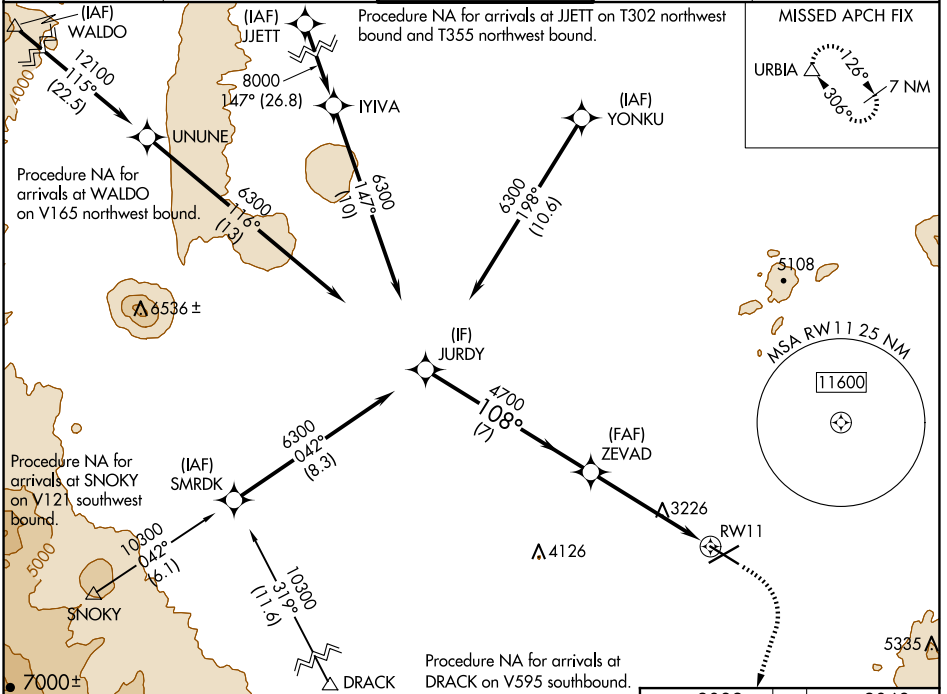 (IAF)
WALDO
12100
115°
(22.5)
4000
UNUNE
Procedure NA for
arrivals at WALDO
on V165 northwest bound.
6300
116°
(13)
(IAF)
JJETT
8000
147° (26.8)
IYIVA
6300
147°
(10)
Procedure NA for arrivals at JJETT on T302 northwest
bound and T355 northwest bound.
(IAF)
YONKU
6300
198°
(10.6)
MISSED APCH FIX
URBIA
126°
306°
7 NM
6536 ±
5108
MSA RW11 25 NM
11600
(IF)
JURDY
4700
108°
(7)
(FAF)
ZEVAD
3226
RW11
4126
6300
042°
(8.3)
(IAF)
SMRDK
Procedure NA for
arrivals at SNOKY
on V121 southwest
bound.
5000
10300
042°
(6.1)
SNOKY
10300
319°
(11.6)
DRACK
Procedure NA for arrivals at
DRACK on V595 southbound.
5335
7000±